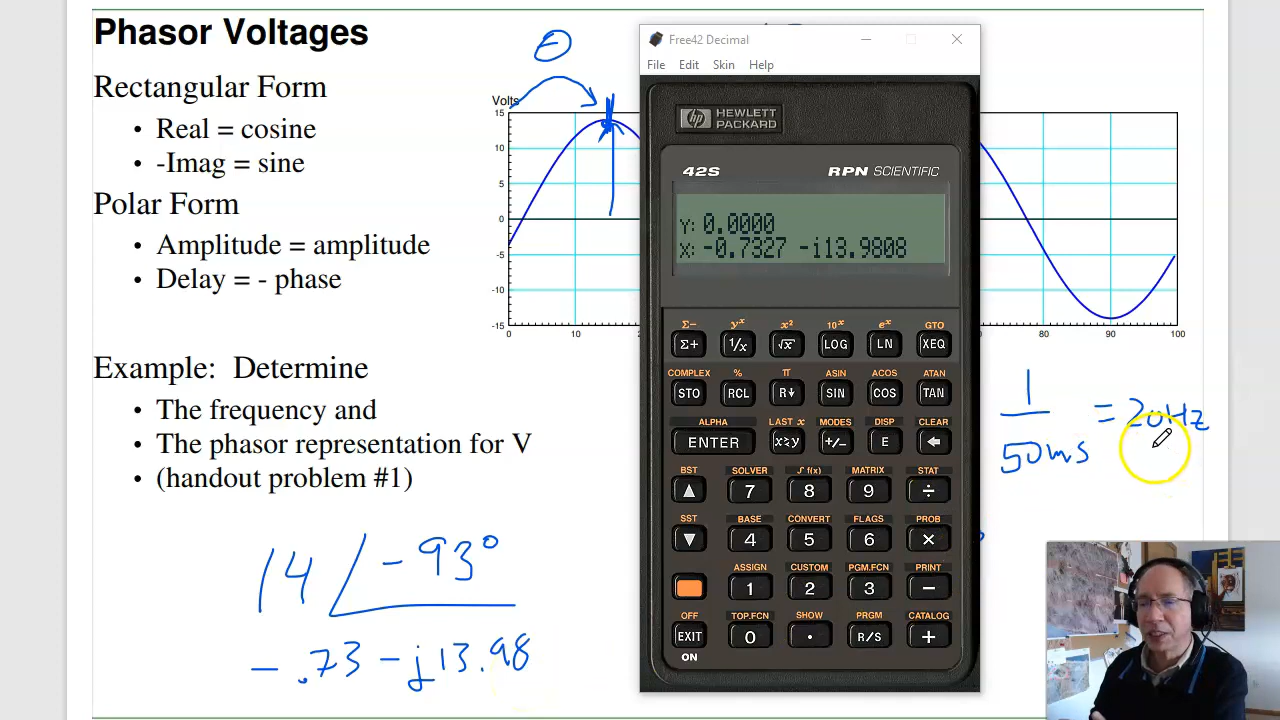 Phasor Voltages
Rectangular Form
• Real = cosine
• -Imag = sine
Polar Form
• Amplitude = amplitude
• Delay = - phase
Example: Determine
• The frequency and
• The phasor representation for V
• (handout problem #1)
14 ∠ -93°
-.73 - j13.98
θ
Volts
15
10
5
0
-5
-10
-15
0 10
80 90 100
1
50ms
= 20Hz
Free42 Decimal
File Edit Skin Help
hp HEWLETT
PACKARD
42S RPN SCIENTIFIC
Y: 0.0000
X: -0.7327 -i13.9808
Σ- y^x x² 10^x e^x GTO
Σ+ 1/x √x LOG LN XEQ
COMPLEX % π ASIN ACOS ATAN
STO RCL R↓ SIN COS TAN
ALPHA LAST x MODES DISP CLEAR
ENTER x≷y +/- E ←
BST SOLVER ∫f(x) MATRIX STAT
▲ 7 8 9 ÷
SST BASE CONVERT FLAGS PROB
▼ 4 5 6 ×
ASSIGN CUSTOM PGM.FCN PRINT
1 2 3 −
OFF TOP.FCN SHOW PRGM CATALOG
EXIT 0 · R/S +
ON